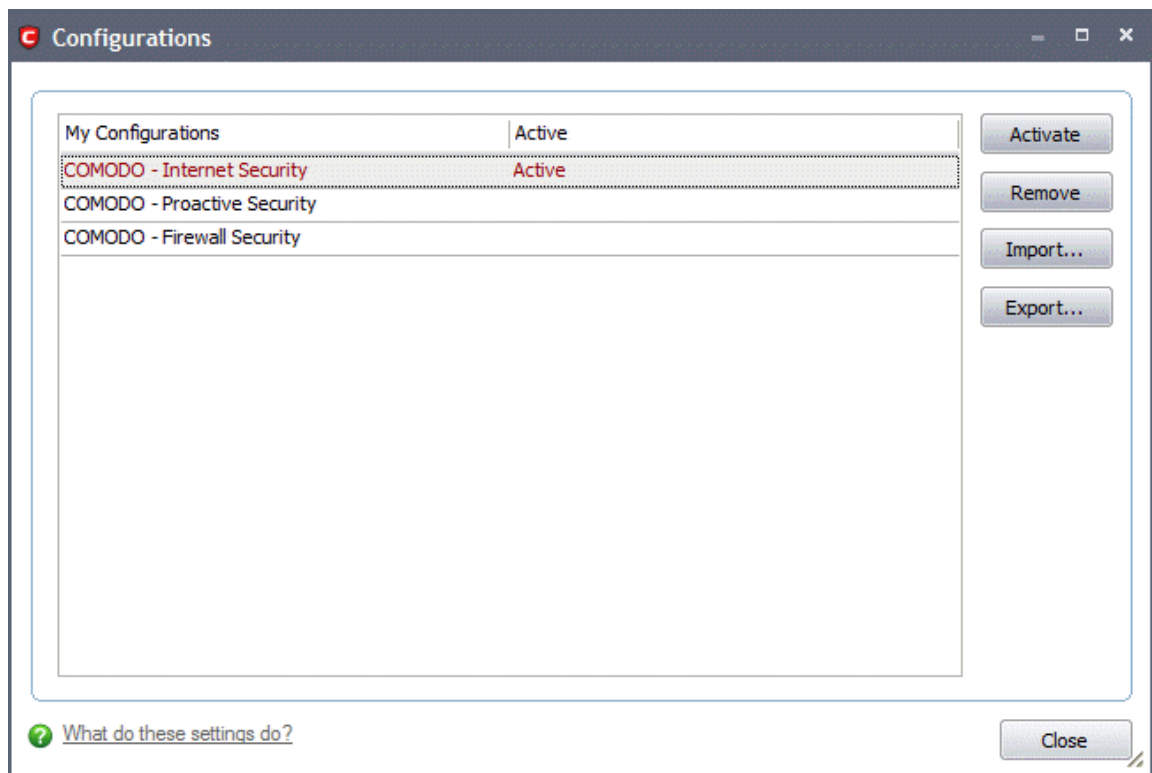 Configurations
My Configurations Active
COMODO - Internet Security Active
COMODO - Proactive Security
COMODO - Firewall Security
Activate
Remove
Import...
Export...
What do these settings do?
Close